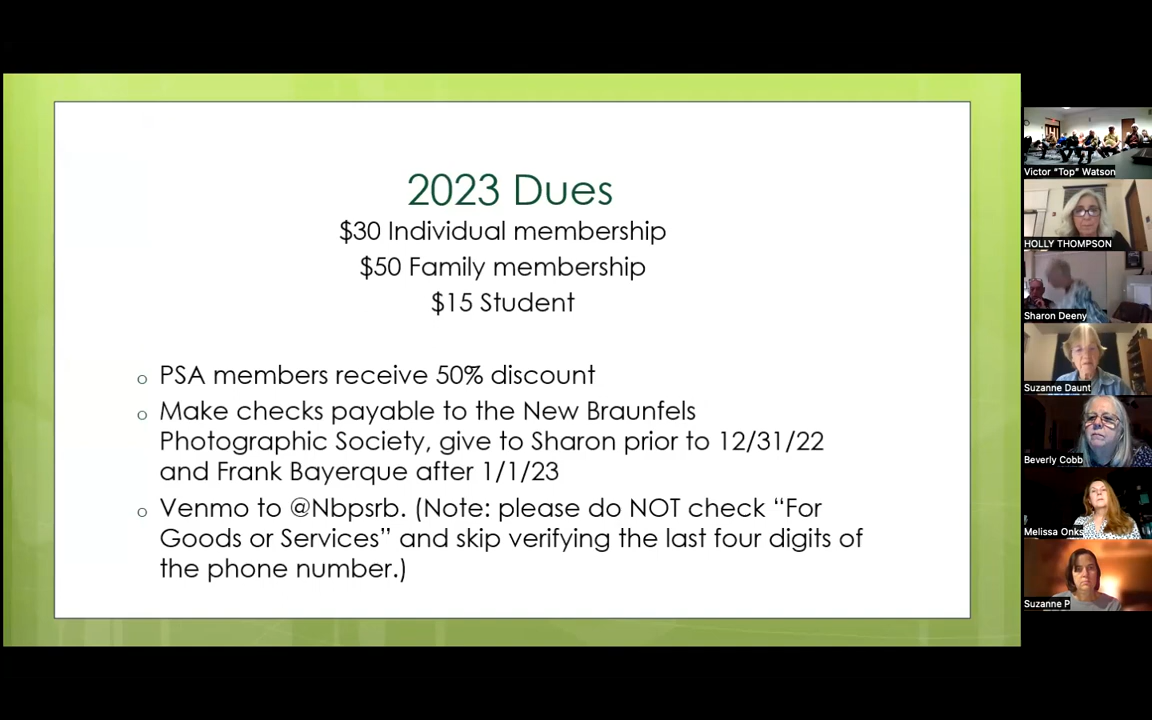 2023 Dues
$30 Individual membership
$50 Family membership
$15 Student
o PSA members receive 50% discount
o Make checks payable to the New Braunfels
Photographic Society, give to Sharon prior to 12/31/22
and Frank Bayerque after 1/1/23
o Venmo to @Nbpsrb. (Note: please do NOT check “For
Goods or Services” and skip verifying the last four digits of
the phone number.)
Victor “Top” Watson
HOLLY THOMPSON
Sharon Deeny
Suzanne Daunt
Beverly Cobb
Melissa Onks
Suzanne P